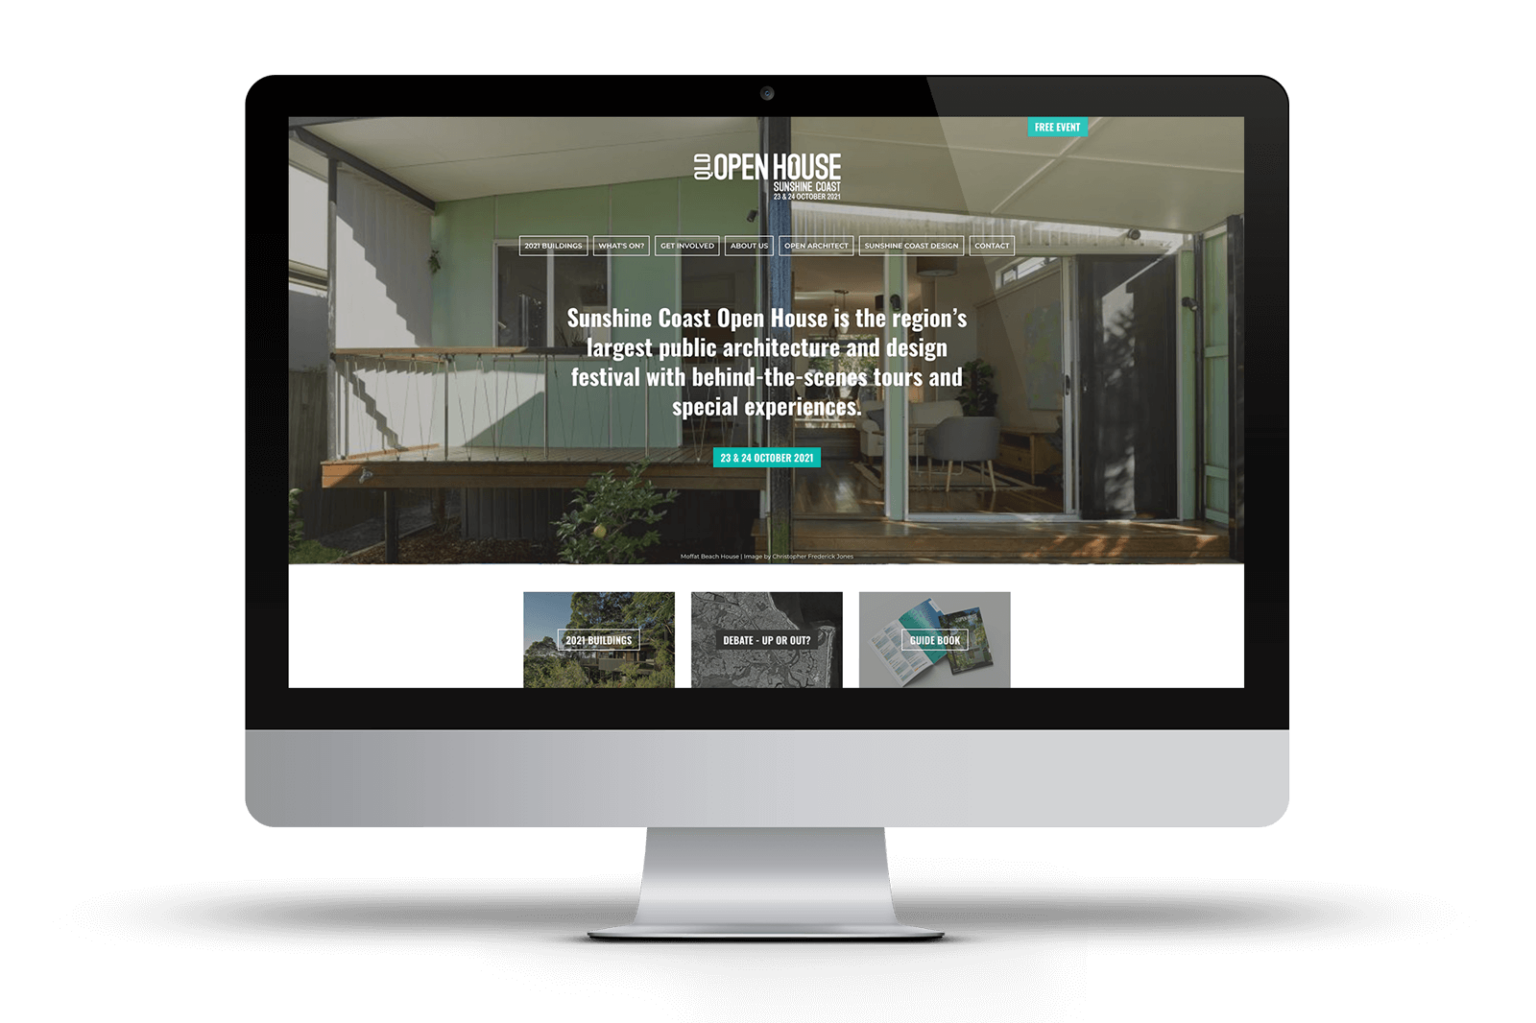 FREE EVENT
QLD OPEN HOUSE
SUNSHINE COAST
23 & 24 OCTOBER 2021
2021 BUILDINGS
WHAT'S ON?
GET INVOLVED
ABOUT US
OPEN ARCHITECT
SUNSHINE COAST DESIGN
CONTACT
Sunshine Coast Open House is the region's
largest public architecture and design
festival with behind-the-scenes tours and
special experiences.
23 & 24 OCTOBER 2021
Moffat Beach House | Image by Christopher Frederick Jones
2021 BUILDINGS
DEBATE - UP OR OUT?
GUIDE BOOK